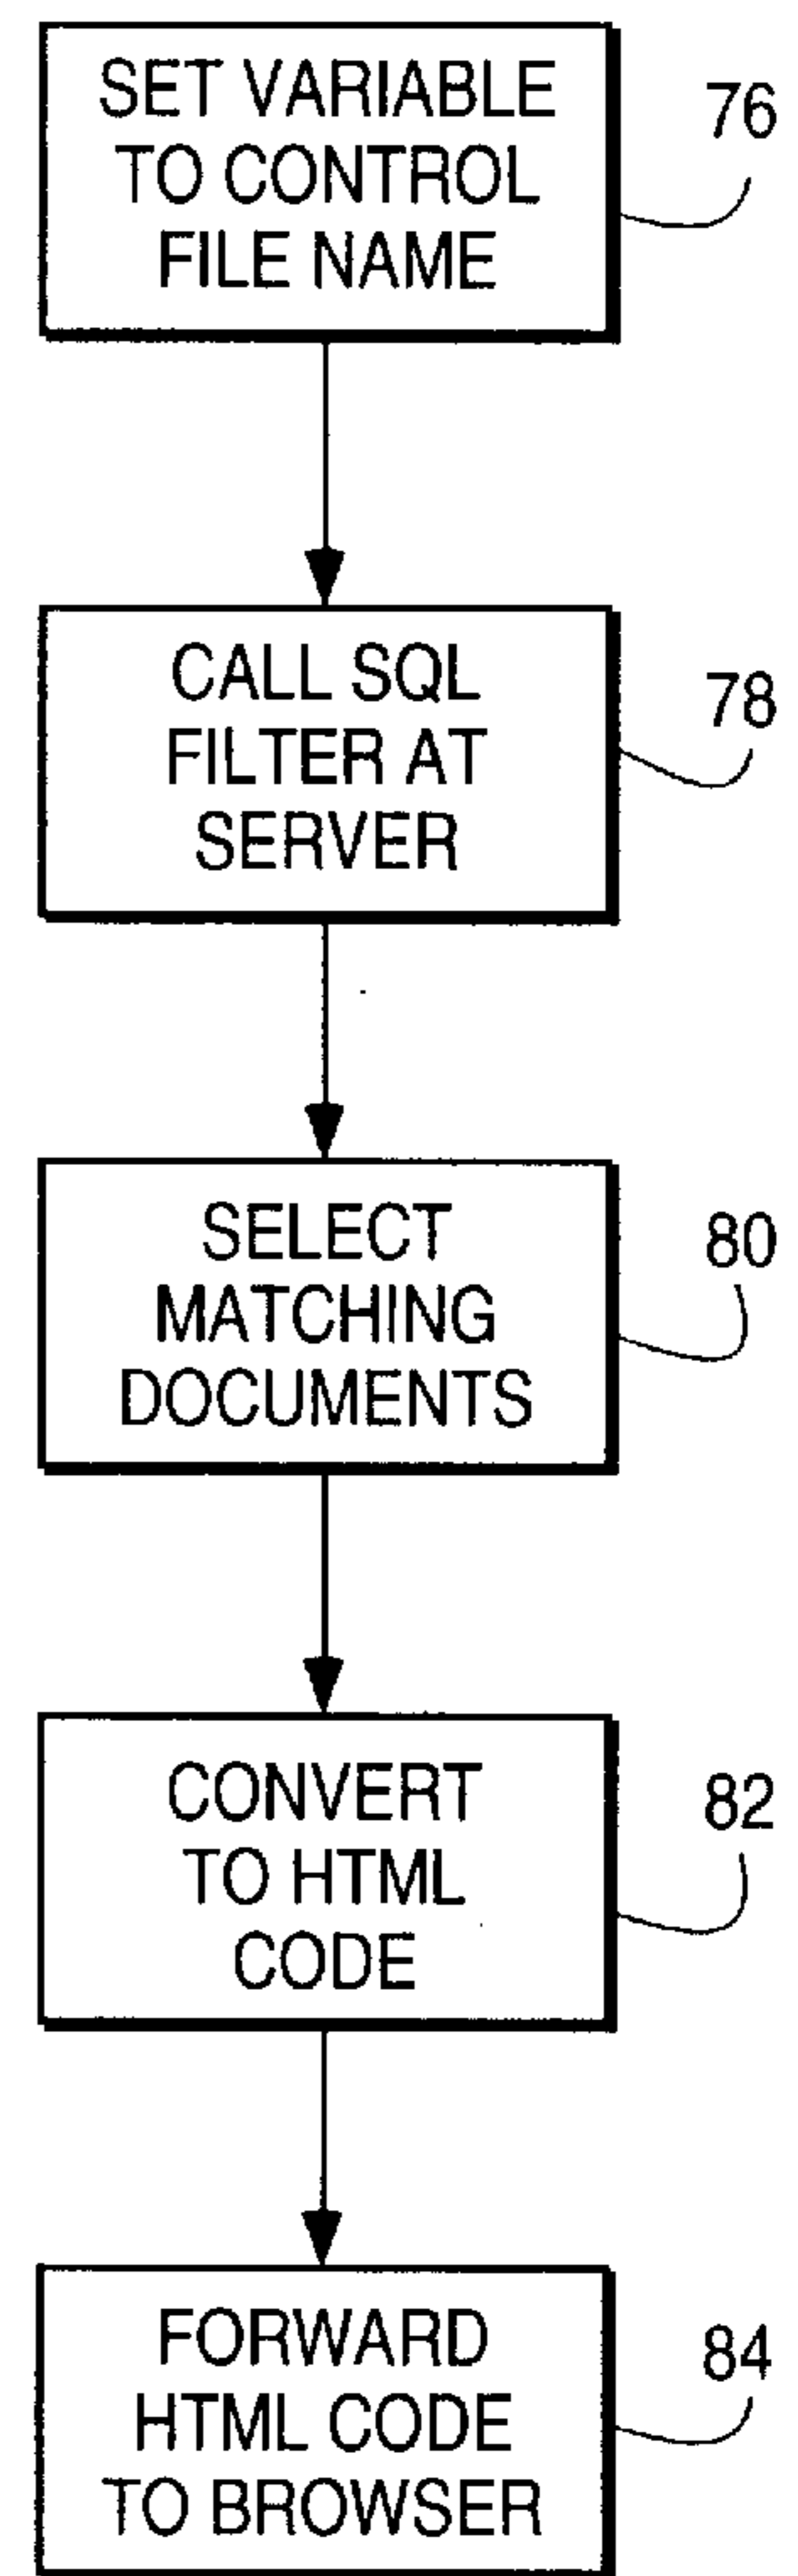 SET VARIABLE
TO CONTROL
FILE NAME
76
CALL SQL
FILTER AT
SERVER
78
SELECT
MATCHING
DOCUMENTS
80
CONVERT
TO HTML
CODE
82
FORWARD
HTML CODE
TO BROWSER
84